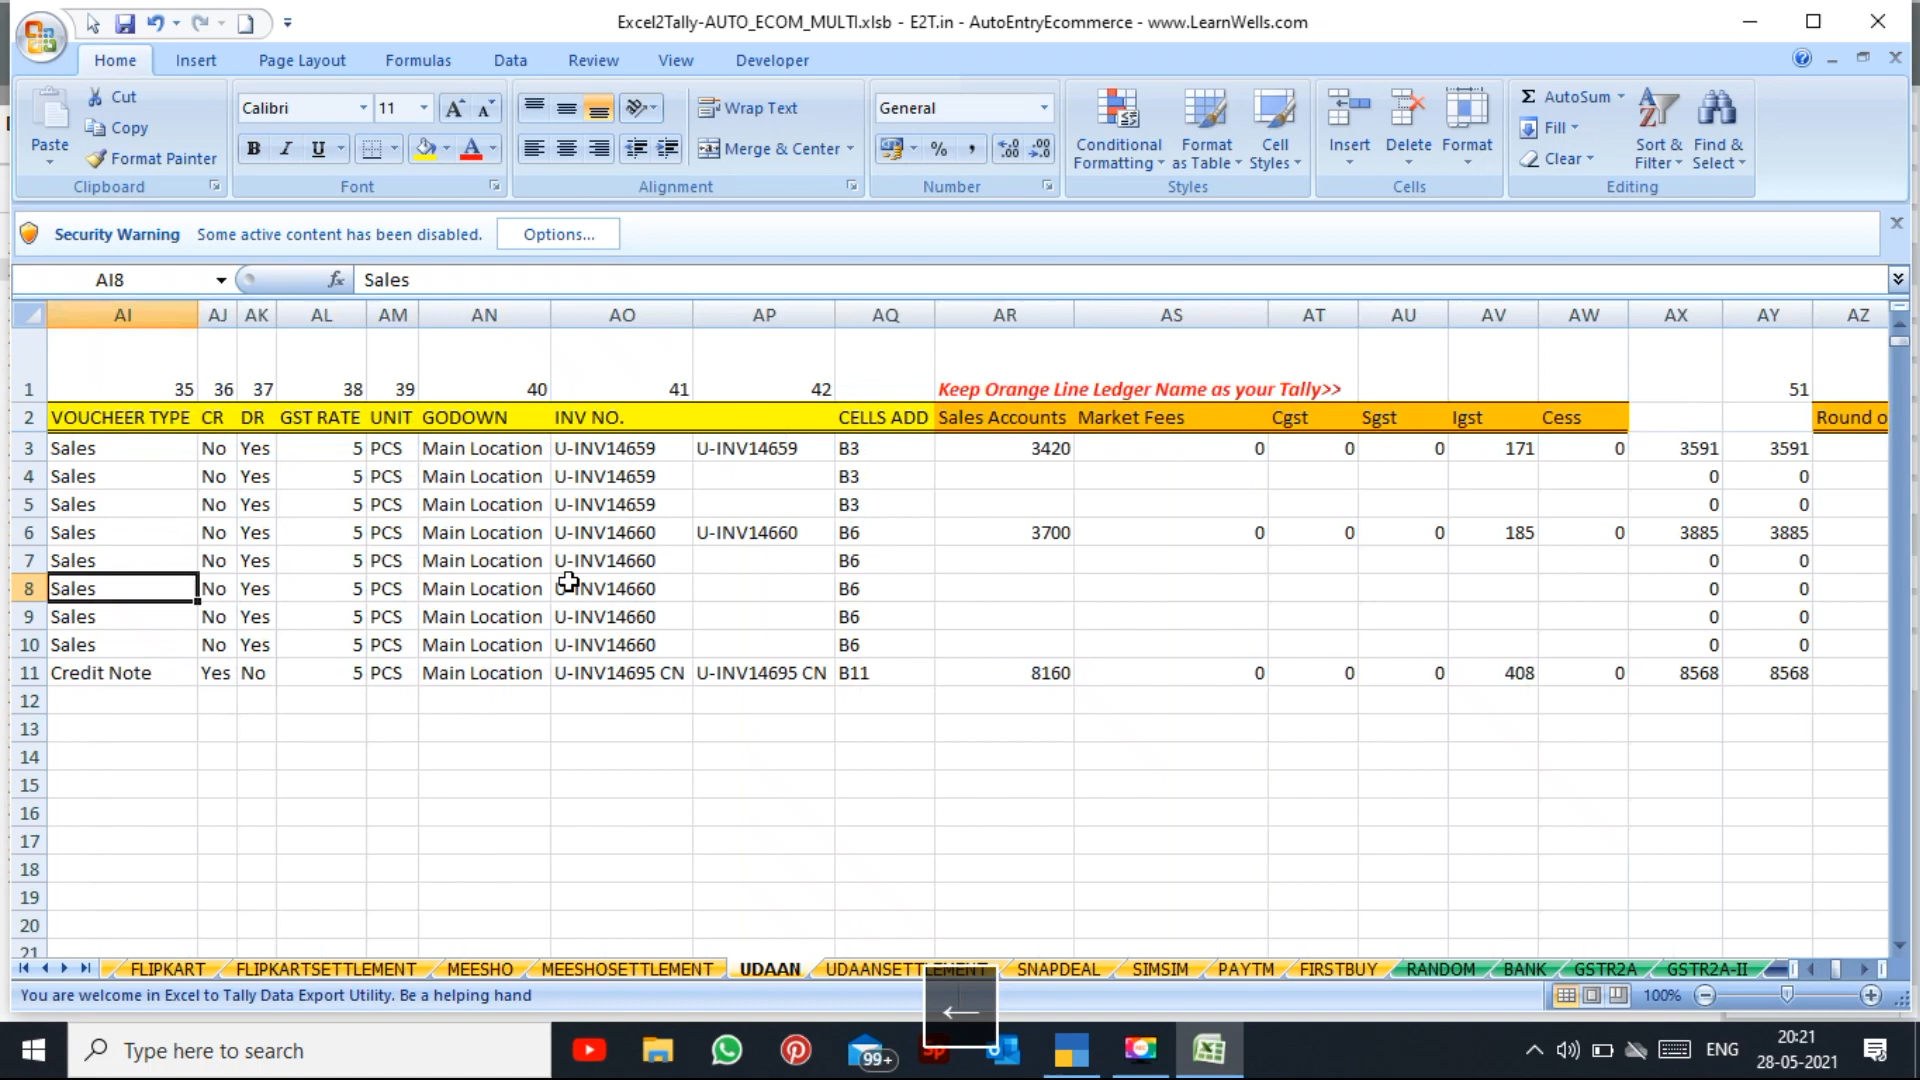 Excel2Tally-AUTO_ECOM_MULTI.xlsb - E2T.in - AutoEntryEcommerce - www.LearnWells.com
Home Insert Page Layout Formulas Data Review View Developer
Paste
Cut
Copy
Format Painter
Clipboard
Calibri 11
B I U
Font
Wrap Text
Merge & Center
Alignment
General
%
Number
Conditional Formatting
Format as Table
Cell Styles
Styles
Insert Delete Format
Cells
Σ AutoSum
Fill
Clear
Sort & Filter
Find & Select
Editing
Security Warning Some active content has been disabled. Options...
AI8 fx Sales
AI AJ AK AL AM AN AO AP AQ AR AS AT AU AV AW AX AY AZ
1 35 36 37 38 39 40 41 42 Keep Orange Line Ledger Name as your Tally>> 51
2 VOUCHEER TYPE CR DR GST RATE UNIT GODOWN INV NO. CELLS ADD Sales Accounts Market Fees Cgst Sgst Igst Cess Round o
3 Sales No Yes 5 PCS Main Location U-INV14659 U-INV14659 B3 3420 0 0 0 171 0 3591 3591
4 Sales No Yes 5 PCS Main Location U-INV14659 B3 0 0
5 Sales No Yes 5 PCS Main Location U-INV14659 B3 0 0
6 Sales No Yes 5 PCS Main Location U-INV14660 U-INV14660 B6 3700 0 0 0 185 0 3885 3885
7 Sales No Yes 5 PCS Main Location U-INV14660 B6 0 0
8 Sales No Yes 5 PCS Main Location U-INV14660 B6 0 0
9 Sales No Yes 5 PCS Main Location U-INV14660 B6 0 0
10 Sales No Yes 5 PCS Main Location U-INV14660 B6 0 0
11 Credit Note Yes No 5 PCS Main Location U-INV14695 CN U-INV14695 CN B11 8160 0 0 0 408 0 8568 8568
12
13
14
15
16
17
18
19
20
21
FLIPKART FLIPKARTSETTLEMENT MEESHO MEESHOSETTLEMENT UDAAN UDAANSETTLEMENT SNAPDEAL SIMSIM PAYTM FIRSTBUY RANDOM BANK GSTR2A GSTR2A-II
You are welcome in Excel to Tally Data Export Utility. Be a helping hand 100%
Type here to search 99+ ENG 20:21
28-05-2021